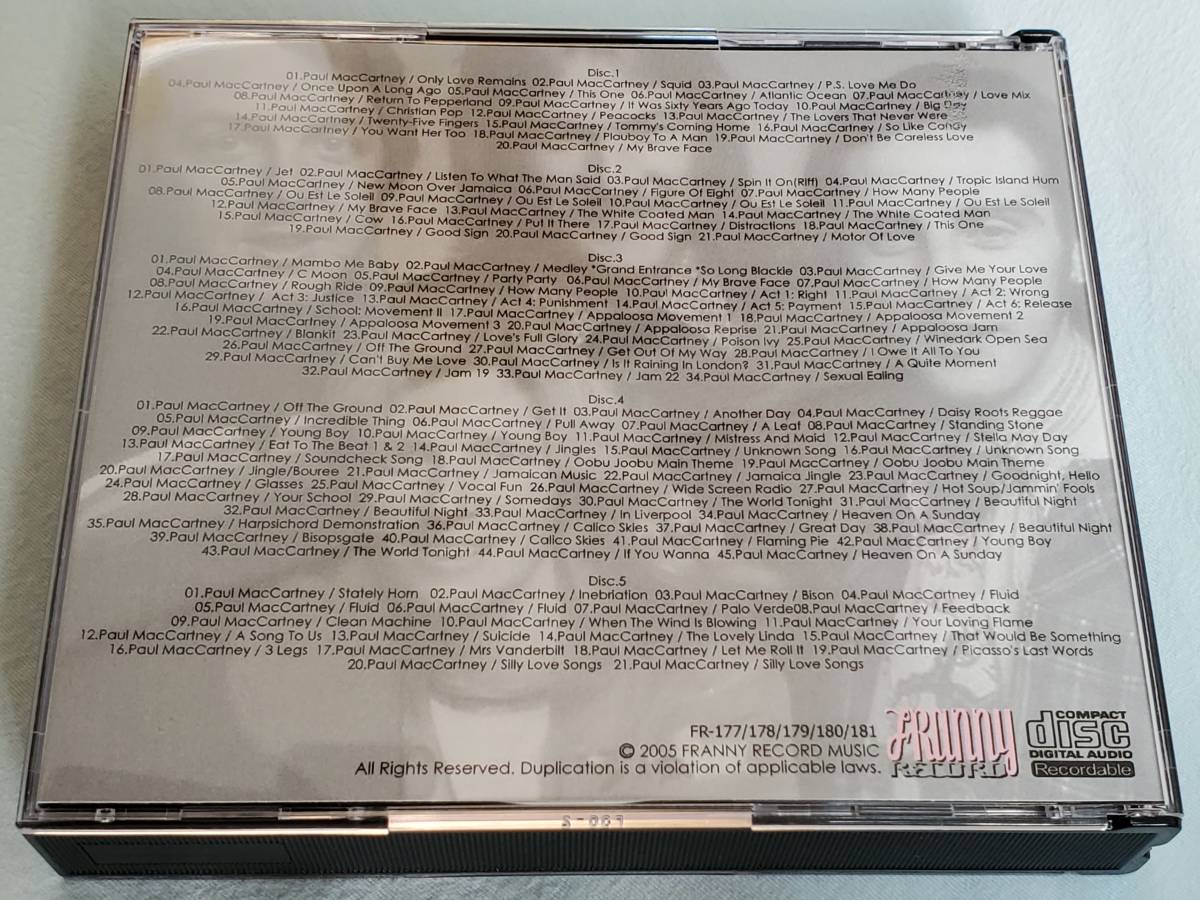 Disc.1
01.Paul MacCartney / Only Love Remains 02.Paul MacCartney / Squid 03.Paul MacCartney / P.S. Love Me Do
04.Paul MacCartney / Once Upon A Long Ago 05.Paul MacCartney / This One 06.Paul MacCartney / Atlantic Ocean 07.Paul MacCartney / Love Mix
08.Paul MacCartney / Return To Pepperland 09.Paul MacCartney / It Was Sixty Years Ago Today 10.Paul MacCartney / Big Day
11.Paul MacCartney / Christian Pop 12.Paul MacCartney / Peacocks 13.Paul MacCartney / The Lovers That Never Were
14.Paul MacCartney / Twenty-Five Fingers 15.Paul MacCartney / Tommy's Coming Home 16.Paul MacCartney / So Like Candy
17.Paul MacCartney / You Want Her Too 18.Paul MacCartney / Plauboy To A Man 19.Paul MacCartney / Don't Be Careless Love
20.Paul MacCartney / My Brave Face
Disc.2
01.Paul MacCartney / Jet 02.Paul MacCartney / Listen To What The Man Said 03.Paul MacCartney / Spin It On(Riff) 04.Paul MacCartney / Tropic Island Hum
05.Paul MacCartney / New Moon Over Jamaica 06.Paul MacCartney / Figure Of Eight 07.Paul MacCartney / How Many People
08.Paul MacCartney / Ou Est Le Soleil 09.Paul MacCartney / Ou Est Le Soleil 10.Paul MacCartney / Ou Est Le Soleil 11.Paul MacCartney / Ou Est Le Soleil
12.Paul MacCartney / My Brave Face 13.Paul MacCartney / The White Coated Man 14.Paul MacCartney / The White Coated Man
15.Paul MacCartney / Cow 16.Paul MacCartney / Put It There 17.Paul MacCartney / Distractions 18.Paul MacCartney / This One
19.Paul MacCartney / Good Sign 20.Paul MacCartney / Good Sign 21.Paul MacCartney / Motor Of Love
Disc.3
01.Paul MacCartney / Mambo Me Baby 02.Paul MacCartney / Medley *Grand Entrance *So Long Blackie 03.Paul MacCartney / Give Me Your Love
04.Paul MacCartney / C Moon 05.Paul MacCartney / Party Party 06.Paul MacCartney / My Brave Face 07.Paul MacCartney / How Many People
08.Paul MacCartney / Rough Ride 09.Paul MacCartney / How Many People 10.Paul MacCartney / Act 1: Right 11.Paul MacCartney / Act 2: Wrong
12.Paul MacCartney / Act 3: Justice 13.Paul MacCartney / Act 4: Punishment 14.Paul MacCartney / Act 5: Payment 15.Paul MacCartney / Act 6: Release
16.Paul MacCartney / School: Movement II 17.Paul MacCartney / Appaloosa Movement 1 18.Paul MacCartney / Appaloosa Movement 2
19.Paul MacCartney / Appaloosa Movement 3 20.Paul MacCartney / Appaloosa Reprise 21.Paul MacCartney / Appaloosa Jam
22.Paul MacCartney / Blankit 23.Paul MacCartney / Love's Full Glory 24.Paul MacCartney / Poison Ivy 25.Paul MacCartney / Winedark Open Sea
26.Paul MacCartney / Off The Ground 27.Paul MacCartney / Get Out Of My Way 28.Paul MacCartney / I Owe It All To You
29.Paul MacCartney / Can't Buy Me Love 30.Paul MacCartney / Is It Raining In London? 31.Paul MacCartney / A Quite Moment
32.Paul MacCartney / Jam 19 33.Paul MacCartney / Jam 22 34.Paul MacCartney / Sexual Ealing
Disc.4
01.Paul MacCartney / Off The Ground 02.Paul MacCartney / Get It 03.Paul MacCartney / Another Day 04.Paul MacCartney / Daisy Roots Reggae
05.Paul MacCartney / Incredible Thing 06.Paul MacCartney / Pull Away 07.Paul MacCartney / A Leaf 08.Paul MacCartney / Standing Stone
09.Paul MacCartney / Young Boy 10.Paul MacCartney / Young Boy 11.Paul MacCartney / Mistress And Maid 12.Paul MacCartney / Stella May Day
13.Paul MacCartney / Eat To The Beat 1 & 2 14.Paul MacCartney / Jingles 15.Paul MacCartney / Unknown Song 16.Paul MacCartney / Unknown Song
17.Paul MacCartney / Soundcheck Song 18.Paul MacCartney / Oobu Joobu Main Theme 19.Paul MacCartney / Oobu Joobu Main Theme
20.Paul MacCartney / Jingle/Bouree 21.Paul MacCartney / Jamaican Music 22.Paul MacCartney / Jamaica Jingle 23.Paul MacCartney / Goodnight, Hello
24.Paul MacCartney / Glasses 25.Paul MacCartney / Vocal Fun 26.Paul MacCartney / Wide Screen Radio 27.Paul MacCartney / Hot Soup/Jammin' Fools
28.Paul MacCartney / Your School 29.Paul MacCartney / Somedays 30.Paul MacCartney / The World Tonight 31.Paul MacCartney / Beautiful Night
32.Paul MacCartney / Beautiful Night 33.Paul MacCartney / In Liverpool 34.Paul MacCartney / Heaven On A Sunday
35.Paul MacCartney / Harpsichord Demonstration 36.Paul MacCartney / Calico Skies 37.Paul MacCartney / Great Day 38.Paul MacCartney / Beautiful Night
39.Paul MacCartney / Bisopsgate 40.Paul MacCartney / Calico Skies 41.Paul MacCartney / Flaming Pie 42.Paul MacCartney / Young Boy
43.Paul MacCartney / The World Tonight 44.Paul MacCartney / If You Wanna 45.Paul MacCartney / Heaven On A Sunday
Disc.5
01.Paul MacCartney / Stately Horn 02.Paul MacCartney / Inebriation 03.Paul MacCartney / Bison 04.Paul MacCartney / Fluid
05.Paul MacCartney / Fluid 06.Paul MacCartney / Fluid 07.Paul MacCartney / Palo Verde08.Paul MacCartney / Feedback
09.Paul MacCartney / Clean Machine 10.Paul MacCartney / When The Wind Is Blowing 11.Paul MacCartney / Your Loving Flame
12.Paul MacCartney / A Song To Us 13.Paul MacCartney / Suicide 14.Paul MacCartney / The Lovely Linda 15.Paul MacCartney / That Would Be Something
16.Paul MacCartney / 3 Legs 17.Paul MacCartney / Mrs Vanderbilt 18.Paul MacCartney / Let Me Roll It 19.Paul MacCartney / Picasso's Last Words
20.Paul MacCartney / Silly Love Songs 21.Paul MacCartney / Silly Love Songs
FR-177/178/179/180/181
© 2005 FRANNY RECORD MUSIC
All Rights Reserved. Duplication is a violation of applicable laws.
FRANNY
RECORD
COMPACT
disc
DIGITAL AUDIO
Recordable